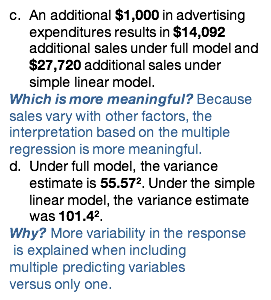 c. An additional $1,000 in advertising
expenditures results in $14,092
additional sales under full model and
$27,720 additional sales under
simple linear model.
Which is more meaningful? Because
sales vary with other factors, the
interpretation based on the multiple
regression is more meaningful.
d. Under full model, the variance
estimate is 55.57². Under the simple
linear model, the variance estimate
was 101.4².
Why? More variability in the response
is explained when including
multiple predicting variables
versus only one.